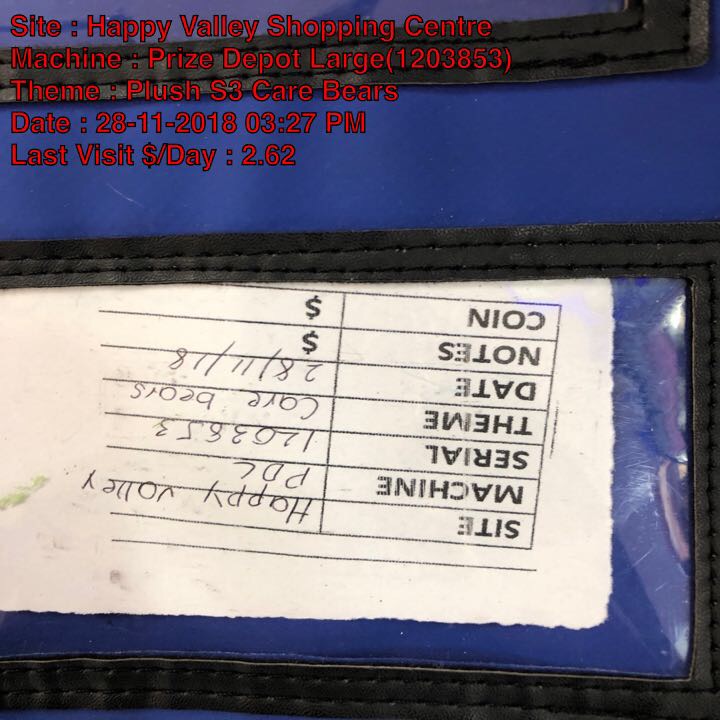 Site : Happy Valley Shopping Centre
Machine : Prize Depot Large(1203853)
Theme : Plush S3 Care Bears
Date : 28-11-2018 03:27 PM
Last Visit $/Day : 2.62
SITE Happy valley
MACHINE PDL
SERIAL 1203853
THEME Care bears
DATE 28/11/18
NOTES $
COIN $